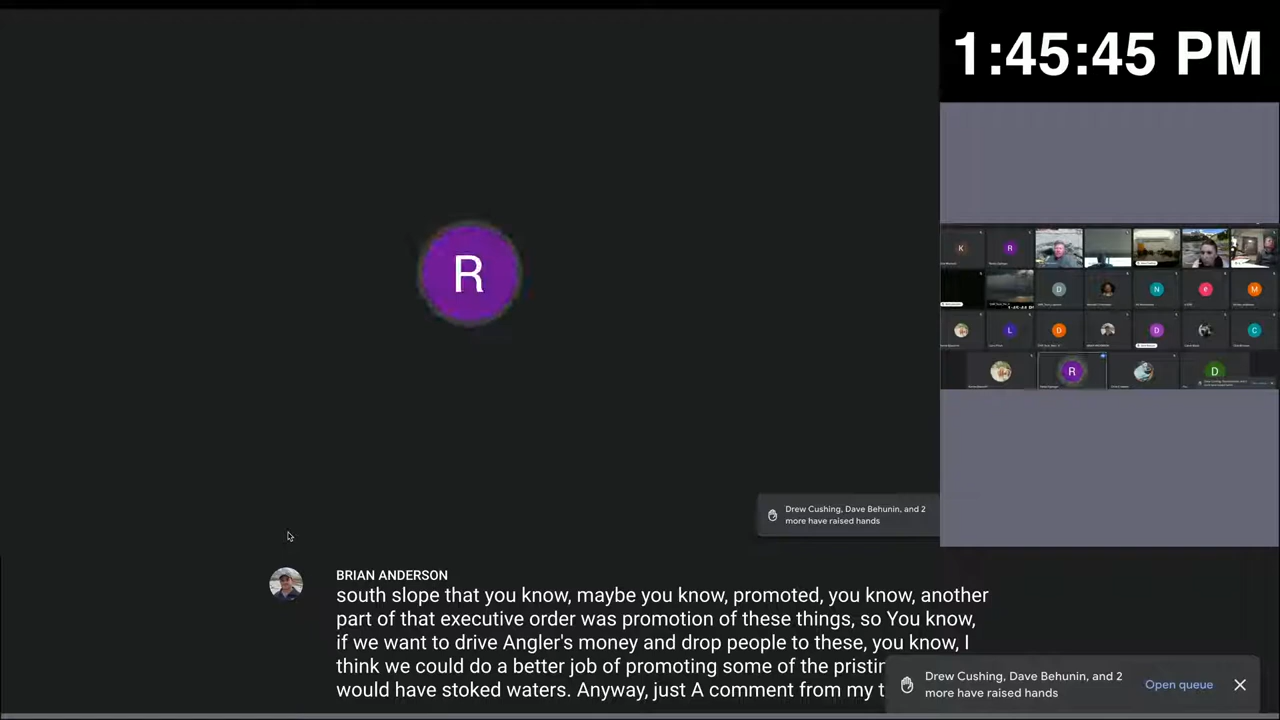 1:45:45 PM
R
K
R
D
N
e
M
L
D
D
C
R
D
Drew Cushing, Dave Behunin, and 2
more have raised hands
BRIAN ANDERSON
south slope that you know, maybe you know, promoted, you know, another
part of that executive order was promotion of these things, so You know,
if we want to drive Angler's money and drop people to these, you know, I
think we could do a better job of promoting some of the pristin
would have stoked waters. Anyway, just A comment from my t
Drew Cushing, Dave Behunin, and 2
more have raised hands
Open queue